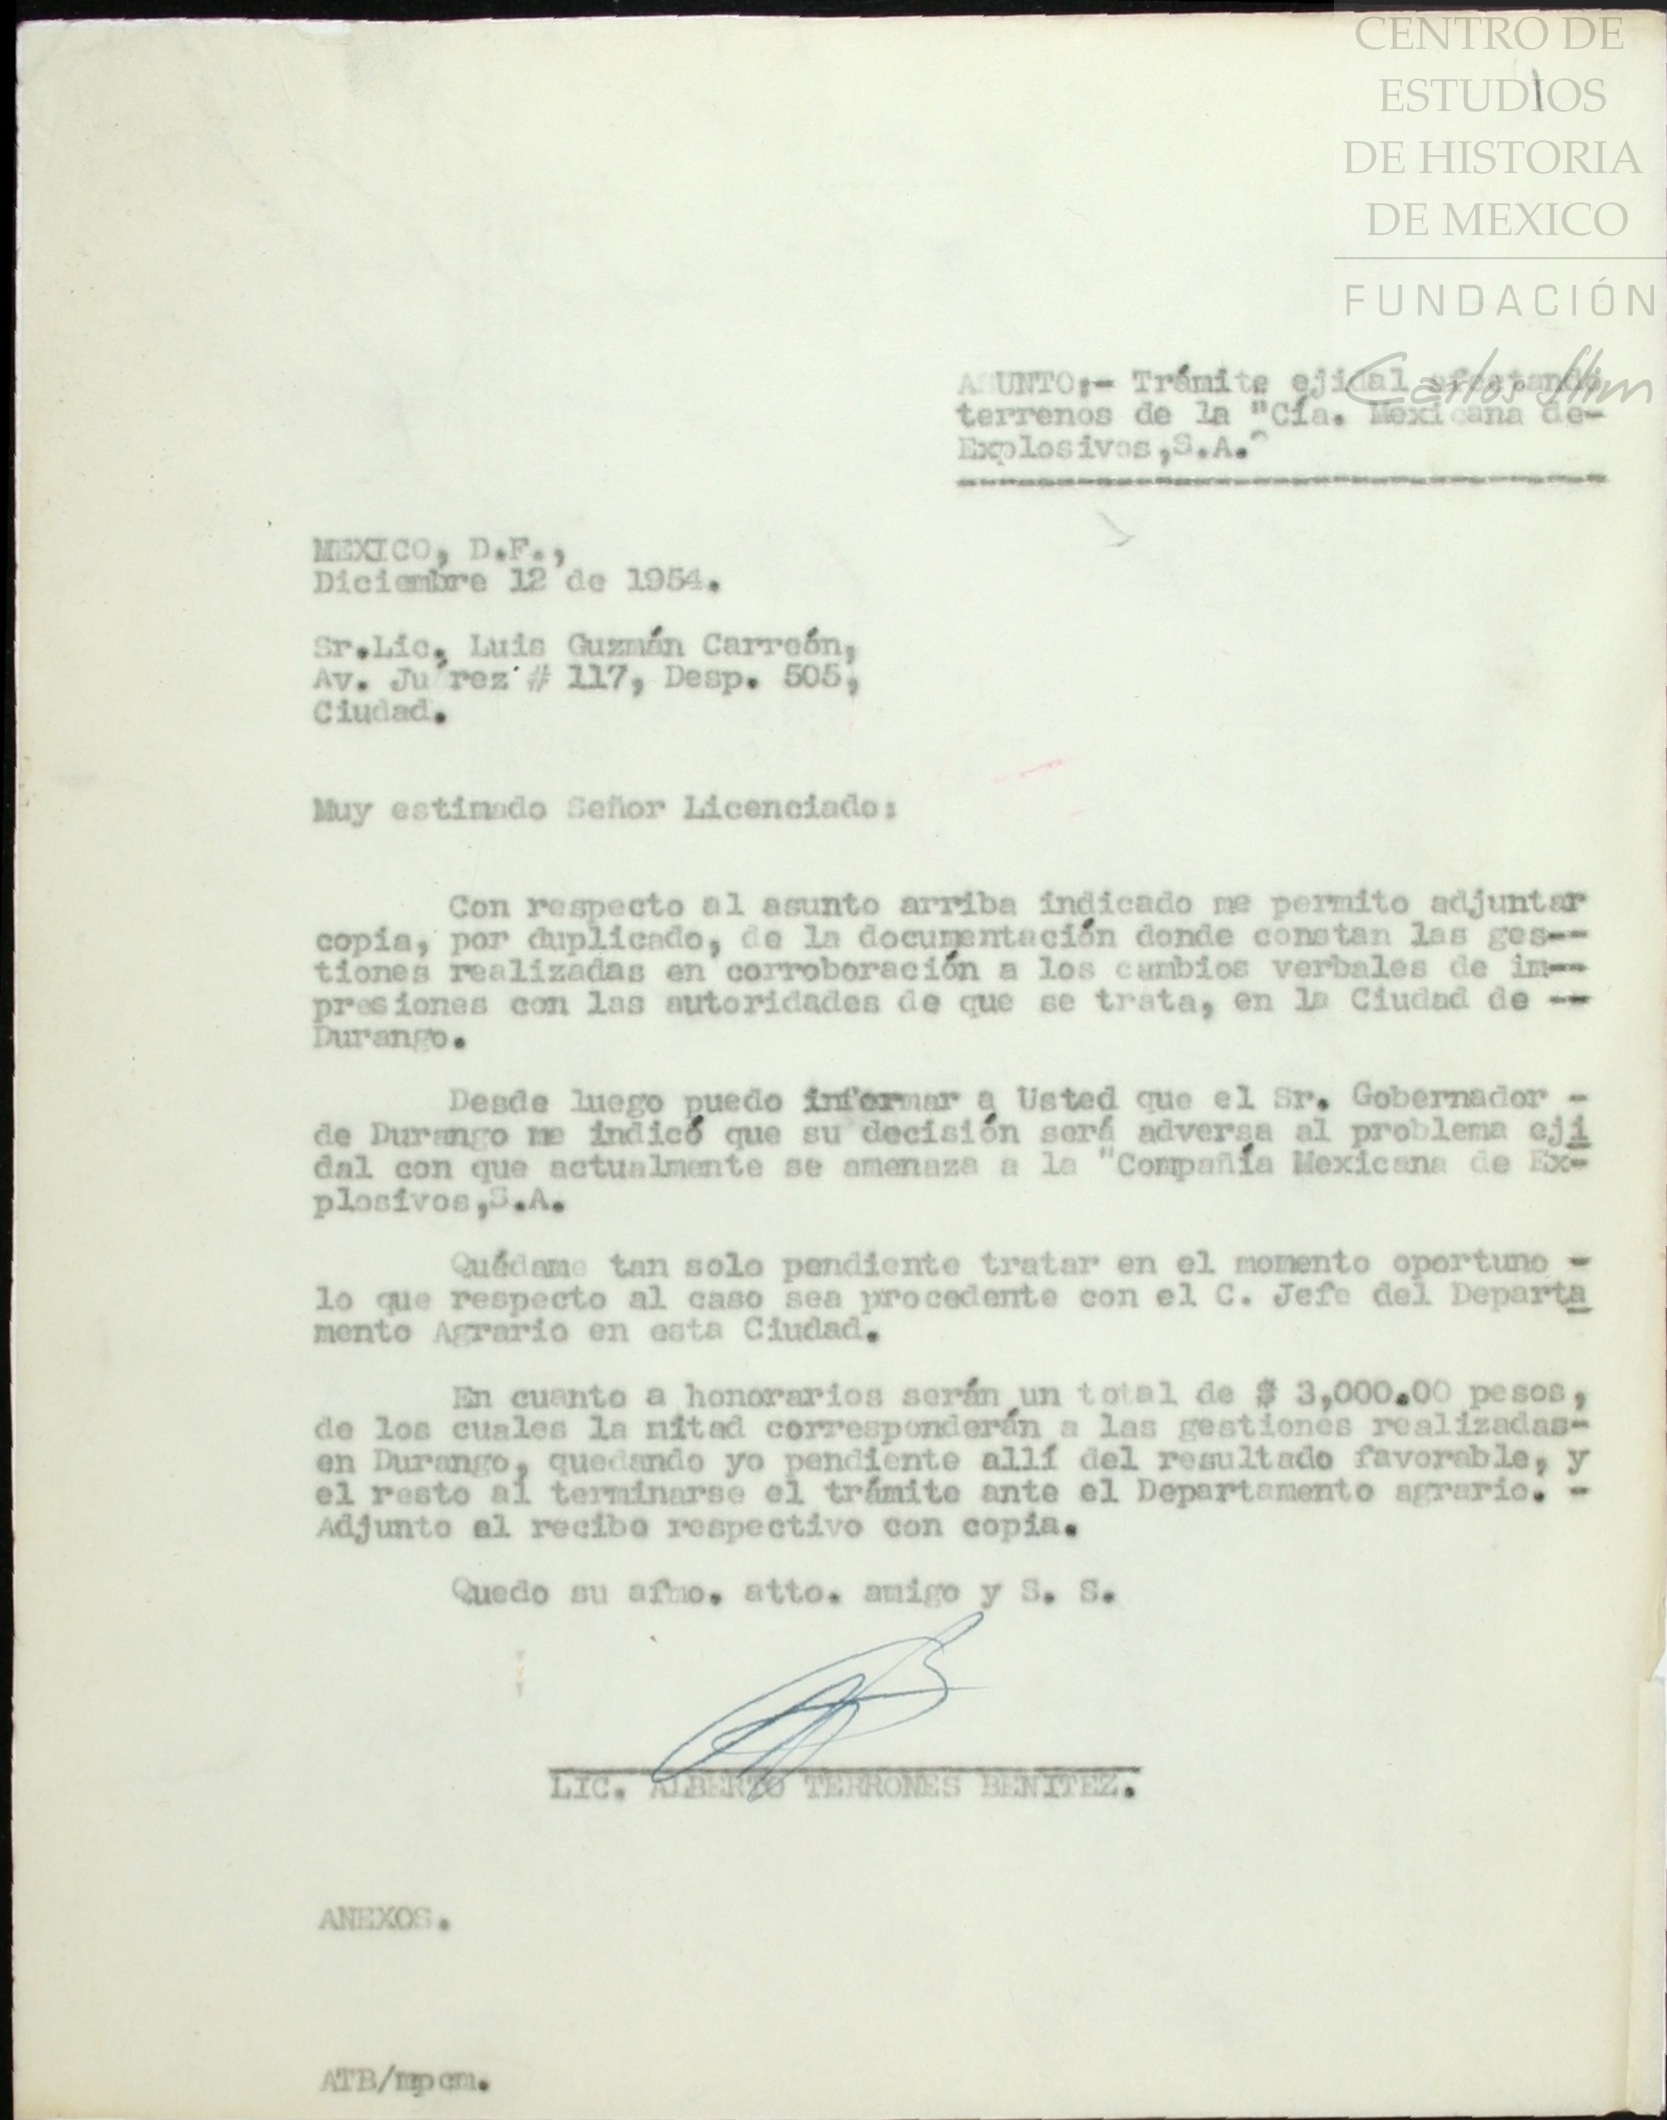 CENTRO DE
ESTUDIOS
DE HISTORIA
DE MEXICO
FUNDACIÓN
Carlos Slim
ASUNTO:- Trámite ejidal afectando
terrenos de la "Cía. Mexicana de-
Explosivos,S.A."
MEXICO, D.F.,
Diciembre 12 de 1954.
Sr.Lic. Luis Guzmán Carreón,
Av. Juárez # 117, Desp. 505,
Ciudad.
Muy estimado Señor Licenciado:
Con respecto al asunto arriba indicado me permito adjuntar
copia, por duplicado, de la documentación donde constan las ges--
tiones realizadas en corroboración a los cambios verbales de im--
presiones con las autoridades de que se trata, en la Ciudad de --
Durango.
Desde luego puedo informar a Usted que el Sr. Gobernador -
de Durango me indicó que su decisión será adversa al problema eji
dal con que actualmente se amenaza a la "Compañía Mexicana de Ex-
plosivos,S.A.
Quédame tan solo pendiente tratar en el momento oportuno -
lo que respecto al caso sea procedente con el C. Jefe del Departa
mento Agrario en esta Ciudad.
En cuanto a honorarios serán un total de $ 3,000.00 pesos,
de los cuales la mitad corresponderán a las gestiones realizadas-
en Durango, quedando yo pendiente allí del resultado favorable, y
el resto al terminarse el trámite ante el Departamento agrario. -
Adjunto el recibo respectivo con copia.
Quedo su afmo. atto. amigo y S. S.
LIC. ALBERTO TERRONES BENITEZ.
ANEXOS.
ATB/mpcm.